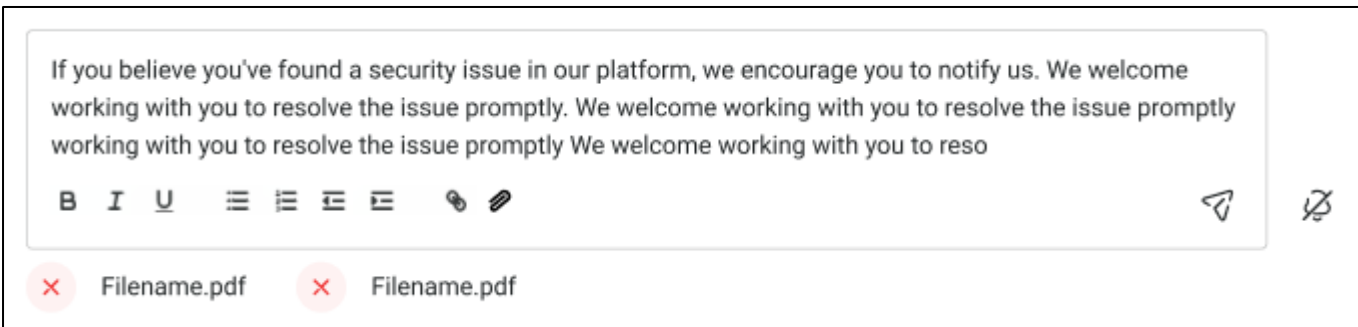 If you believe you've found a security issue in our platform, we encourage you to notify us. We welcome
working with you to resolve the issue promptly. We welcome working with you to resolve the issue promptly
working with you to resolve the issue promptly We welcome working with you to reso
B I U
Filename.pdf Filename.pdf